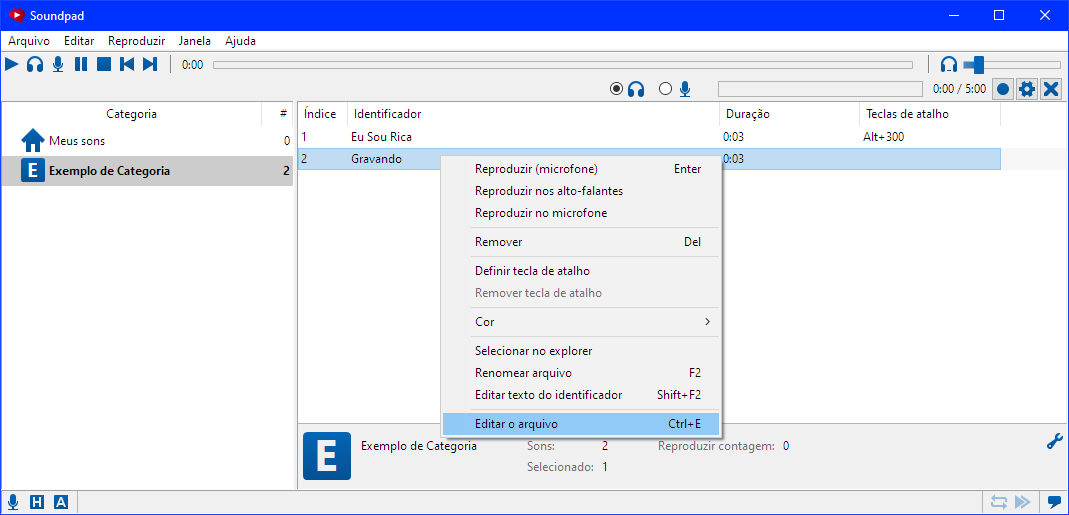 Soundpad
Arquivo Editar Reproduzir Janela Ajuda
0:00
0:00 / 5:00
Categoria #
Meus sons 0
E Exemplo de Categoria 2
Índice Identificador Duração Teclas de atalho
1 Eu Sou Rica 0:03 Alt+300
2 Gravando 0:03
Reproduzir (microfone) Enter
Reproduzir nos alto-falantes
Reproduzir no microfone
Remover Del
Definir tecla de atalho
Remover tecla de atalho
Cor
Selecionar no explorer
Renomear arquivo F2
Editar texto do identificador Shift+F2
Editar o arquivo Ctrl+E
E Exemplo de Categoria Sons: 2 Reproduzir contagem: 0
Selecionado: 1
H A